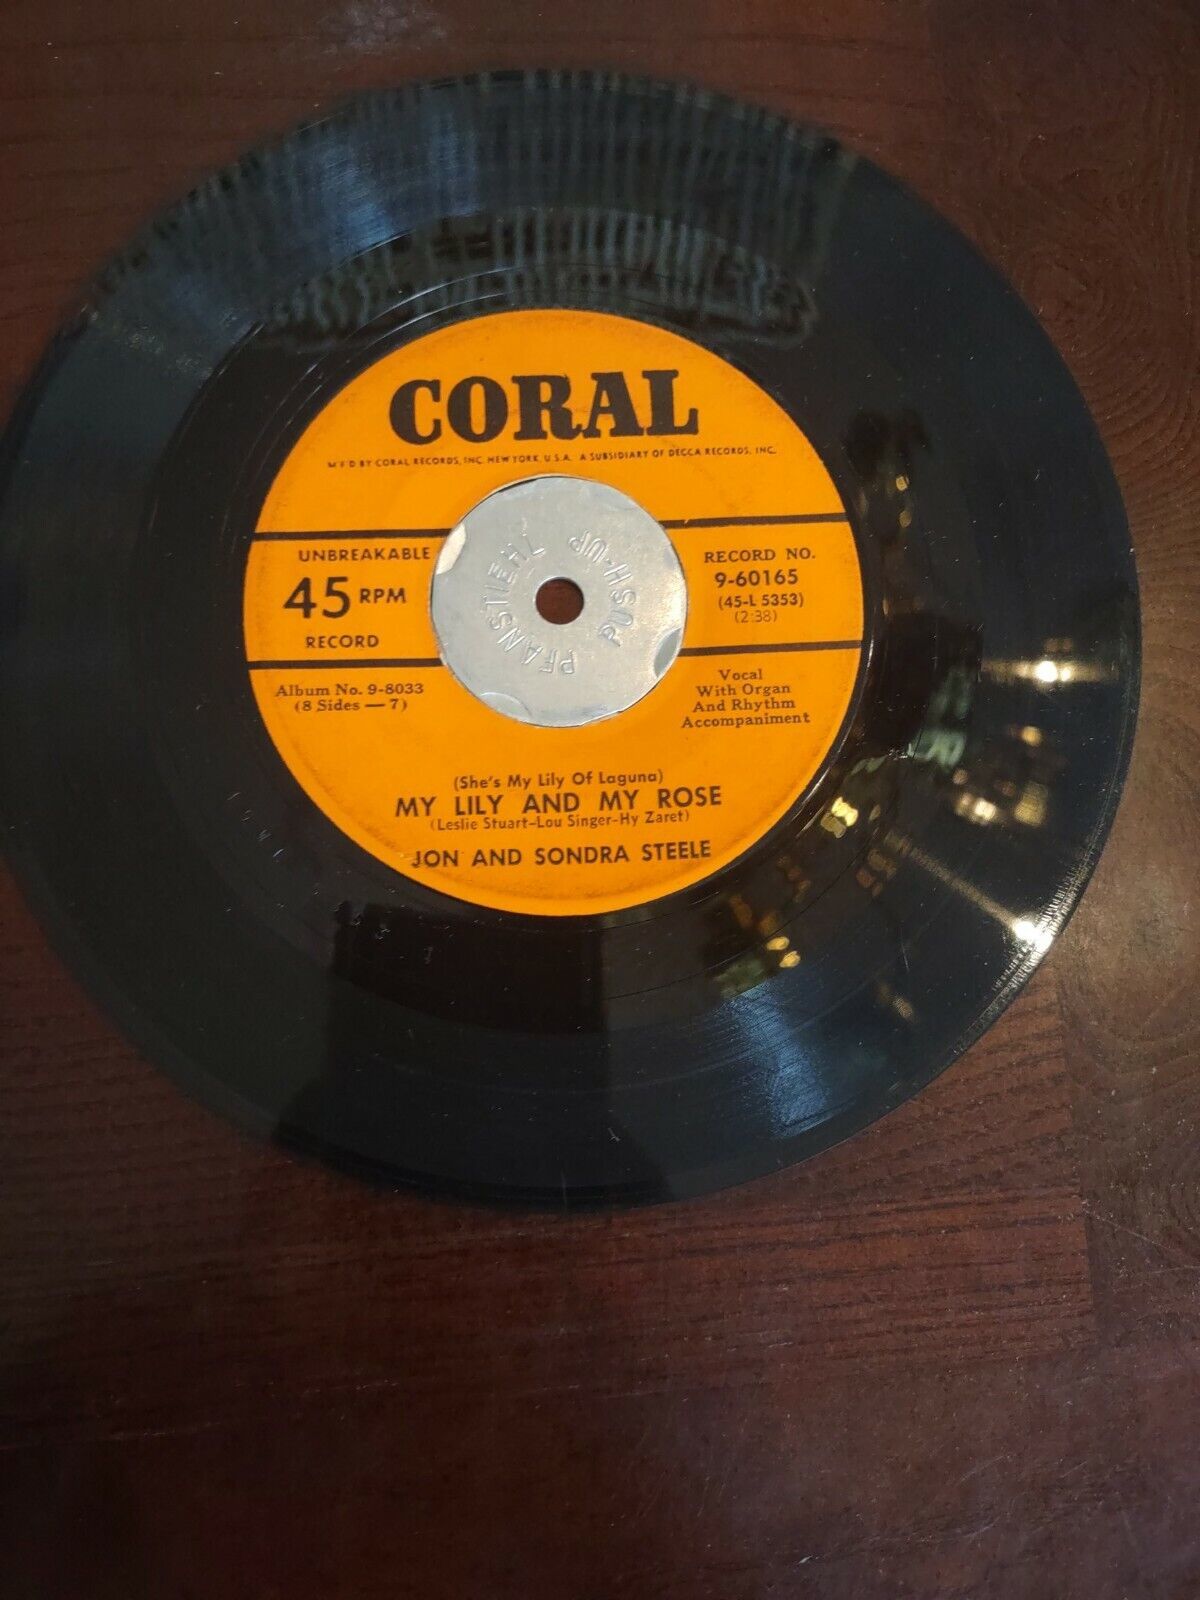 CORAL
M'F'D BY CORAL RECORDS, INC. NEW YORK, U.S.A. A SUBSIDIARY OF DECCA RECORDS, INC.
UNBREAKABLE
45 RPM
RECORD
RECORD NO.
9-60165
(45-L 5353)
(2:38)
PFANSTIEHL
PUSH-UP
Album No. 9-8033
(8 Sides — 7)
Vocal
With Organ
And Rhythm
Accompaniment
(She's My Lily Of Laguna)
MY LILY AND MY ROSE
(Leslie Stuart-Lou Singer-Hy Zaret)
JON AND SONDRA STEELE